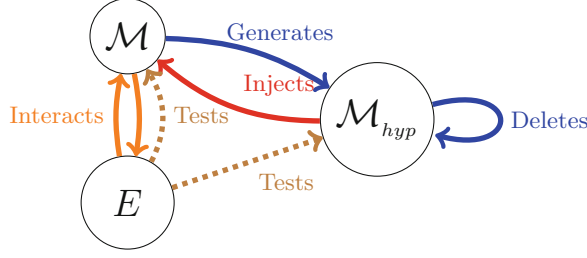 M
Generates
Injects
Interacts
Tests
M_hyp
Deletes
E
Tests